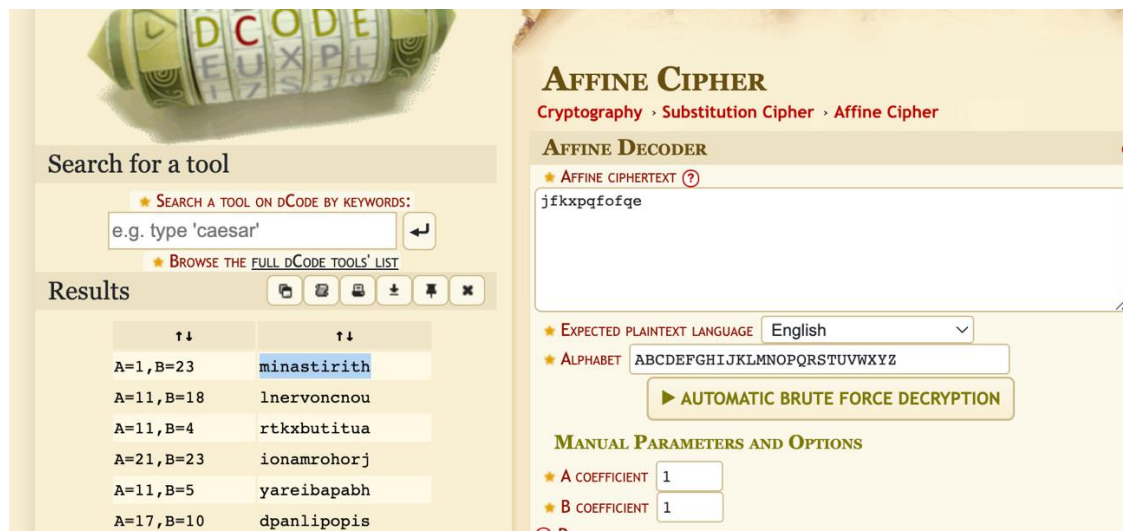 DCODE
EUXPL
Search for a tool
SEARCH A TOOL ON DCODE BY KEYWORDS:
e.g. type 'caesar'
BROWSE THE FULL DCODE TOOLS' LIST
Results
↑↓ ↑↓
A=1,B=23 minastirith
A=11,B=18 lnervoncnou
A=11,B=4 rtkxbutitua
A=21,B=23 ionamrohorj
A=11,B=5 yareibapabh
A=17,B=10 dpanlipopis
AFFINE CIPHER
Cryptography › Substitution Cipher › Affine Cipher
AFFINE DECODER
AFFINE CIPHERTEXT ?
jfkxpqfofqe
EXPECTED PLAINTEXT LANGUAGE English
ALPHABET ABCDEFGHIJKLMNOPQRSTUVWXYZ
▶ AUTOMATIC BRUTE FORCE DECRYPTION
MANUAL PARAMETERS AND OPTIONS
A COEFFICIENT 1
B COEFFICIENT 1